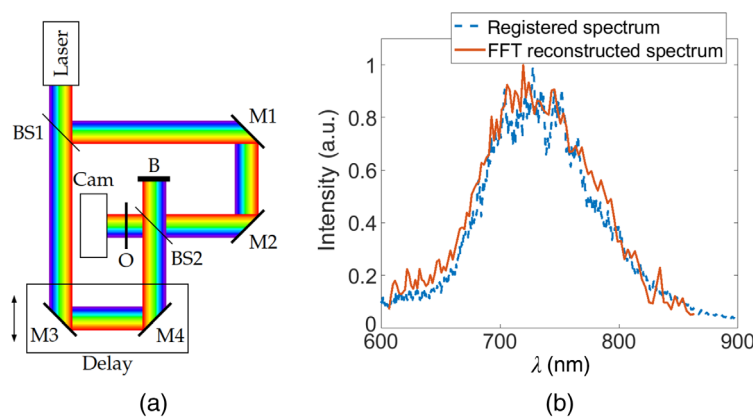 Laser
BS1
M1
Cam
B
O
BS2
M2
M3
M4
Delay
(a)
Registered spectrum
FFT reconstructed spectrum
Intensity (a.u.)
1
0.8
0.6
0.4
0.2
0
600
700
800
900
λ (nm)
(b)